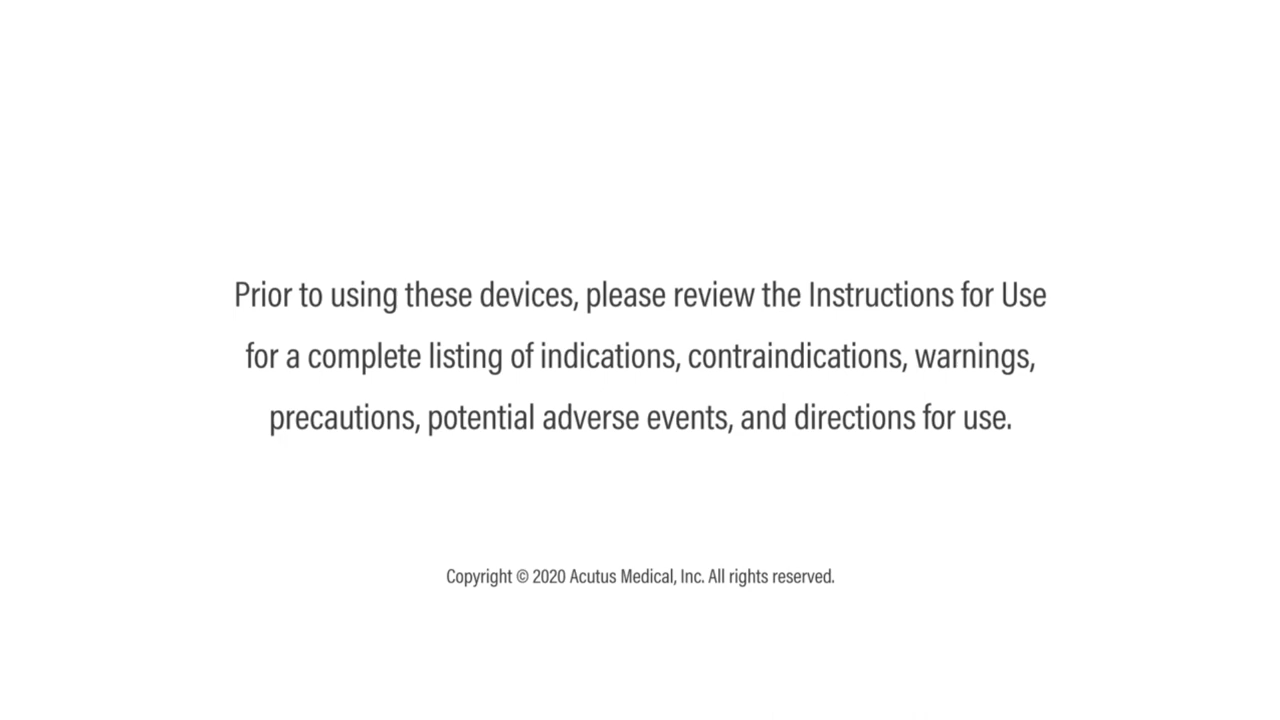 Prior to using these devices, please review the Instructions for Use
for a complete listing of indications, contraindications, warnings,
precautions, potential adverse events, and directions for use.
Copyright © 2020 Acutus Medical, Inc. All rights reserved.